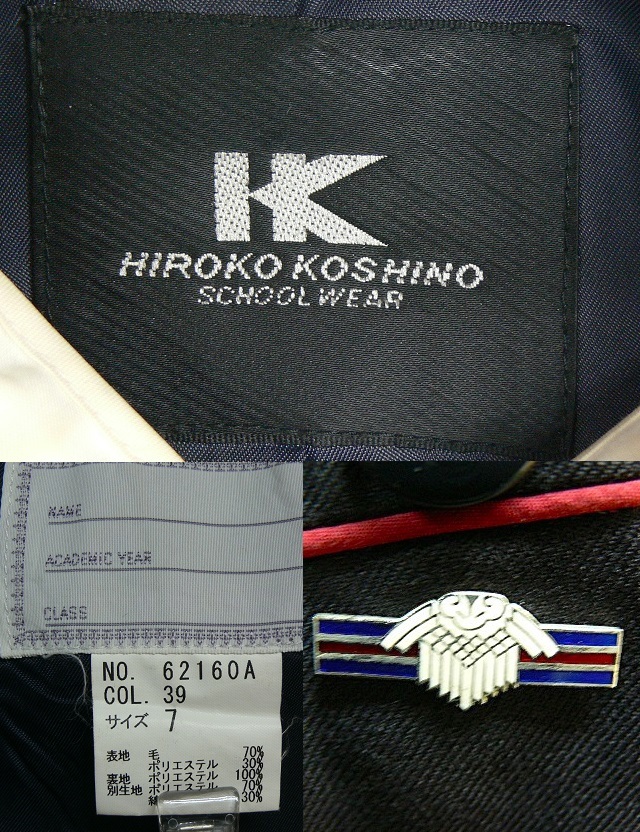 HK
HIROKO KOSHINO
SCHOOL WEAR
NAME
ACADEMIC YEAR
CLASS
NO. 62160A
COL. 39
サイズ 7
表地 毛 70%
ポリエステル 30%
裏地 ポリエステル 100%
別生地 ポリエステル 70%
綿 30%